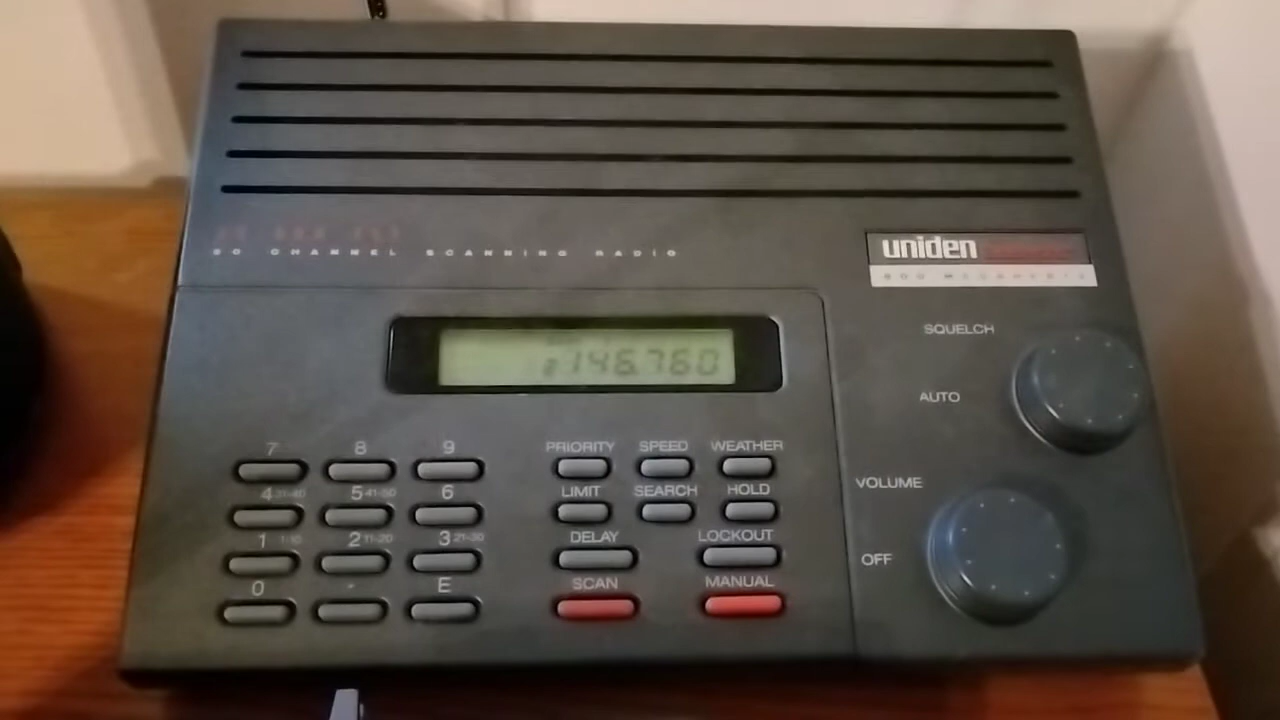 50 CHANNEL SCANNING RADIO
uniden
800 MEGAHERTZ
SQUELCH
2146.760
AUTO
7 8 9 PRIORITY SPEED WEATHER
VOLUME
4 31-40 5 41-50 6 LIMIT SEARCH HOLD
1 1-10 2 11-20 3 21-30 DELAY LOCKOUT
OFF
0 . E SCAN MANUAL